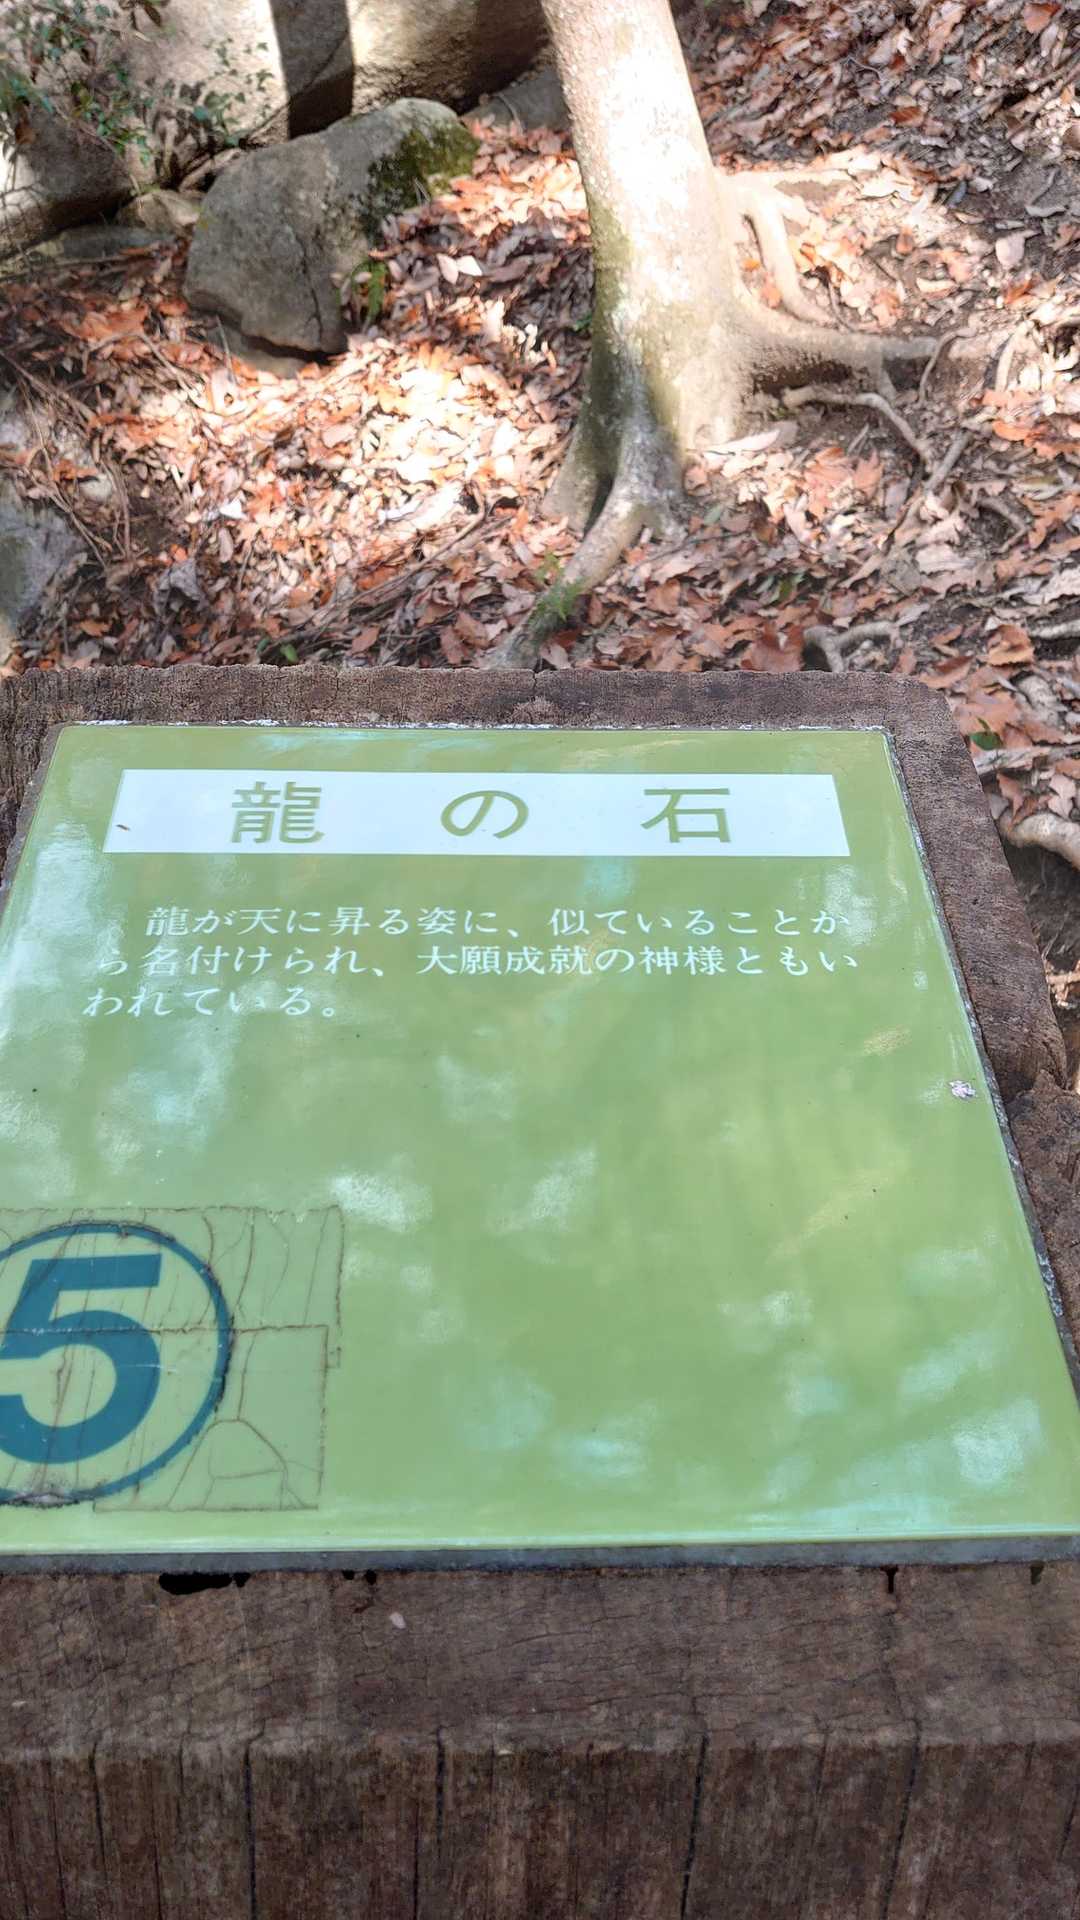 龍の石
龍が天に昇る姿に、似ていることか
ら名付けられ、大願成就の神様ともい
われている。
5